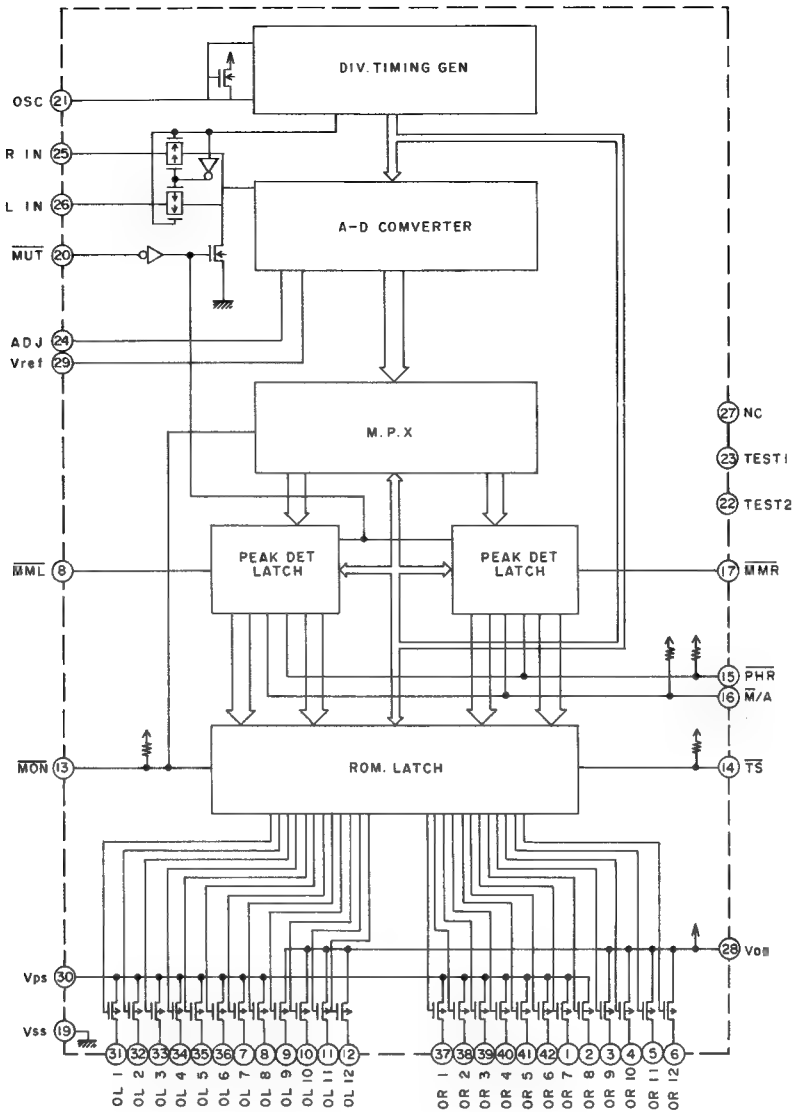 DIV. TIMING GEN
OSC 21
R IN 25
L IN 26
A-D COMVERTER
MUT 20
ADJ 24
Vref 29
M.P.X
27 NC
23 TEST1
22 TEST2
MML 8
PEAK DET
LATCH
PEAK DET
LATCH
17 MMR
15 PHR
16 M/A
MON 13
ROM. LATCH
14 TS
28
Vps 30
Vss 19
31 32 33 34 35 36 7 8 9 10 11 12 37 38 39 40 41 42 1 2 3 4 5 6
OL 1
OL 2
OL 3
OL 4
OL 5
OL 6
OL 7
OL 8
OL 9
OL 10
OL 11
OL 12
OR 1
OR 2
OR 3
OR 4
OR 5
OR 6
OR 7
OR 8
OR 9
OR 10
OR 11
OR 12